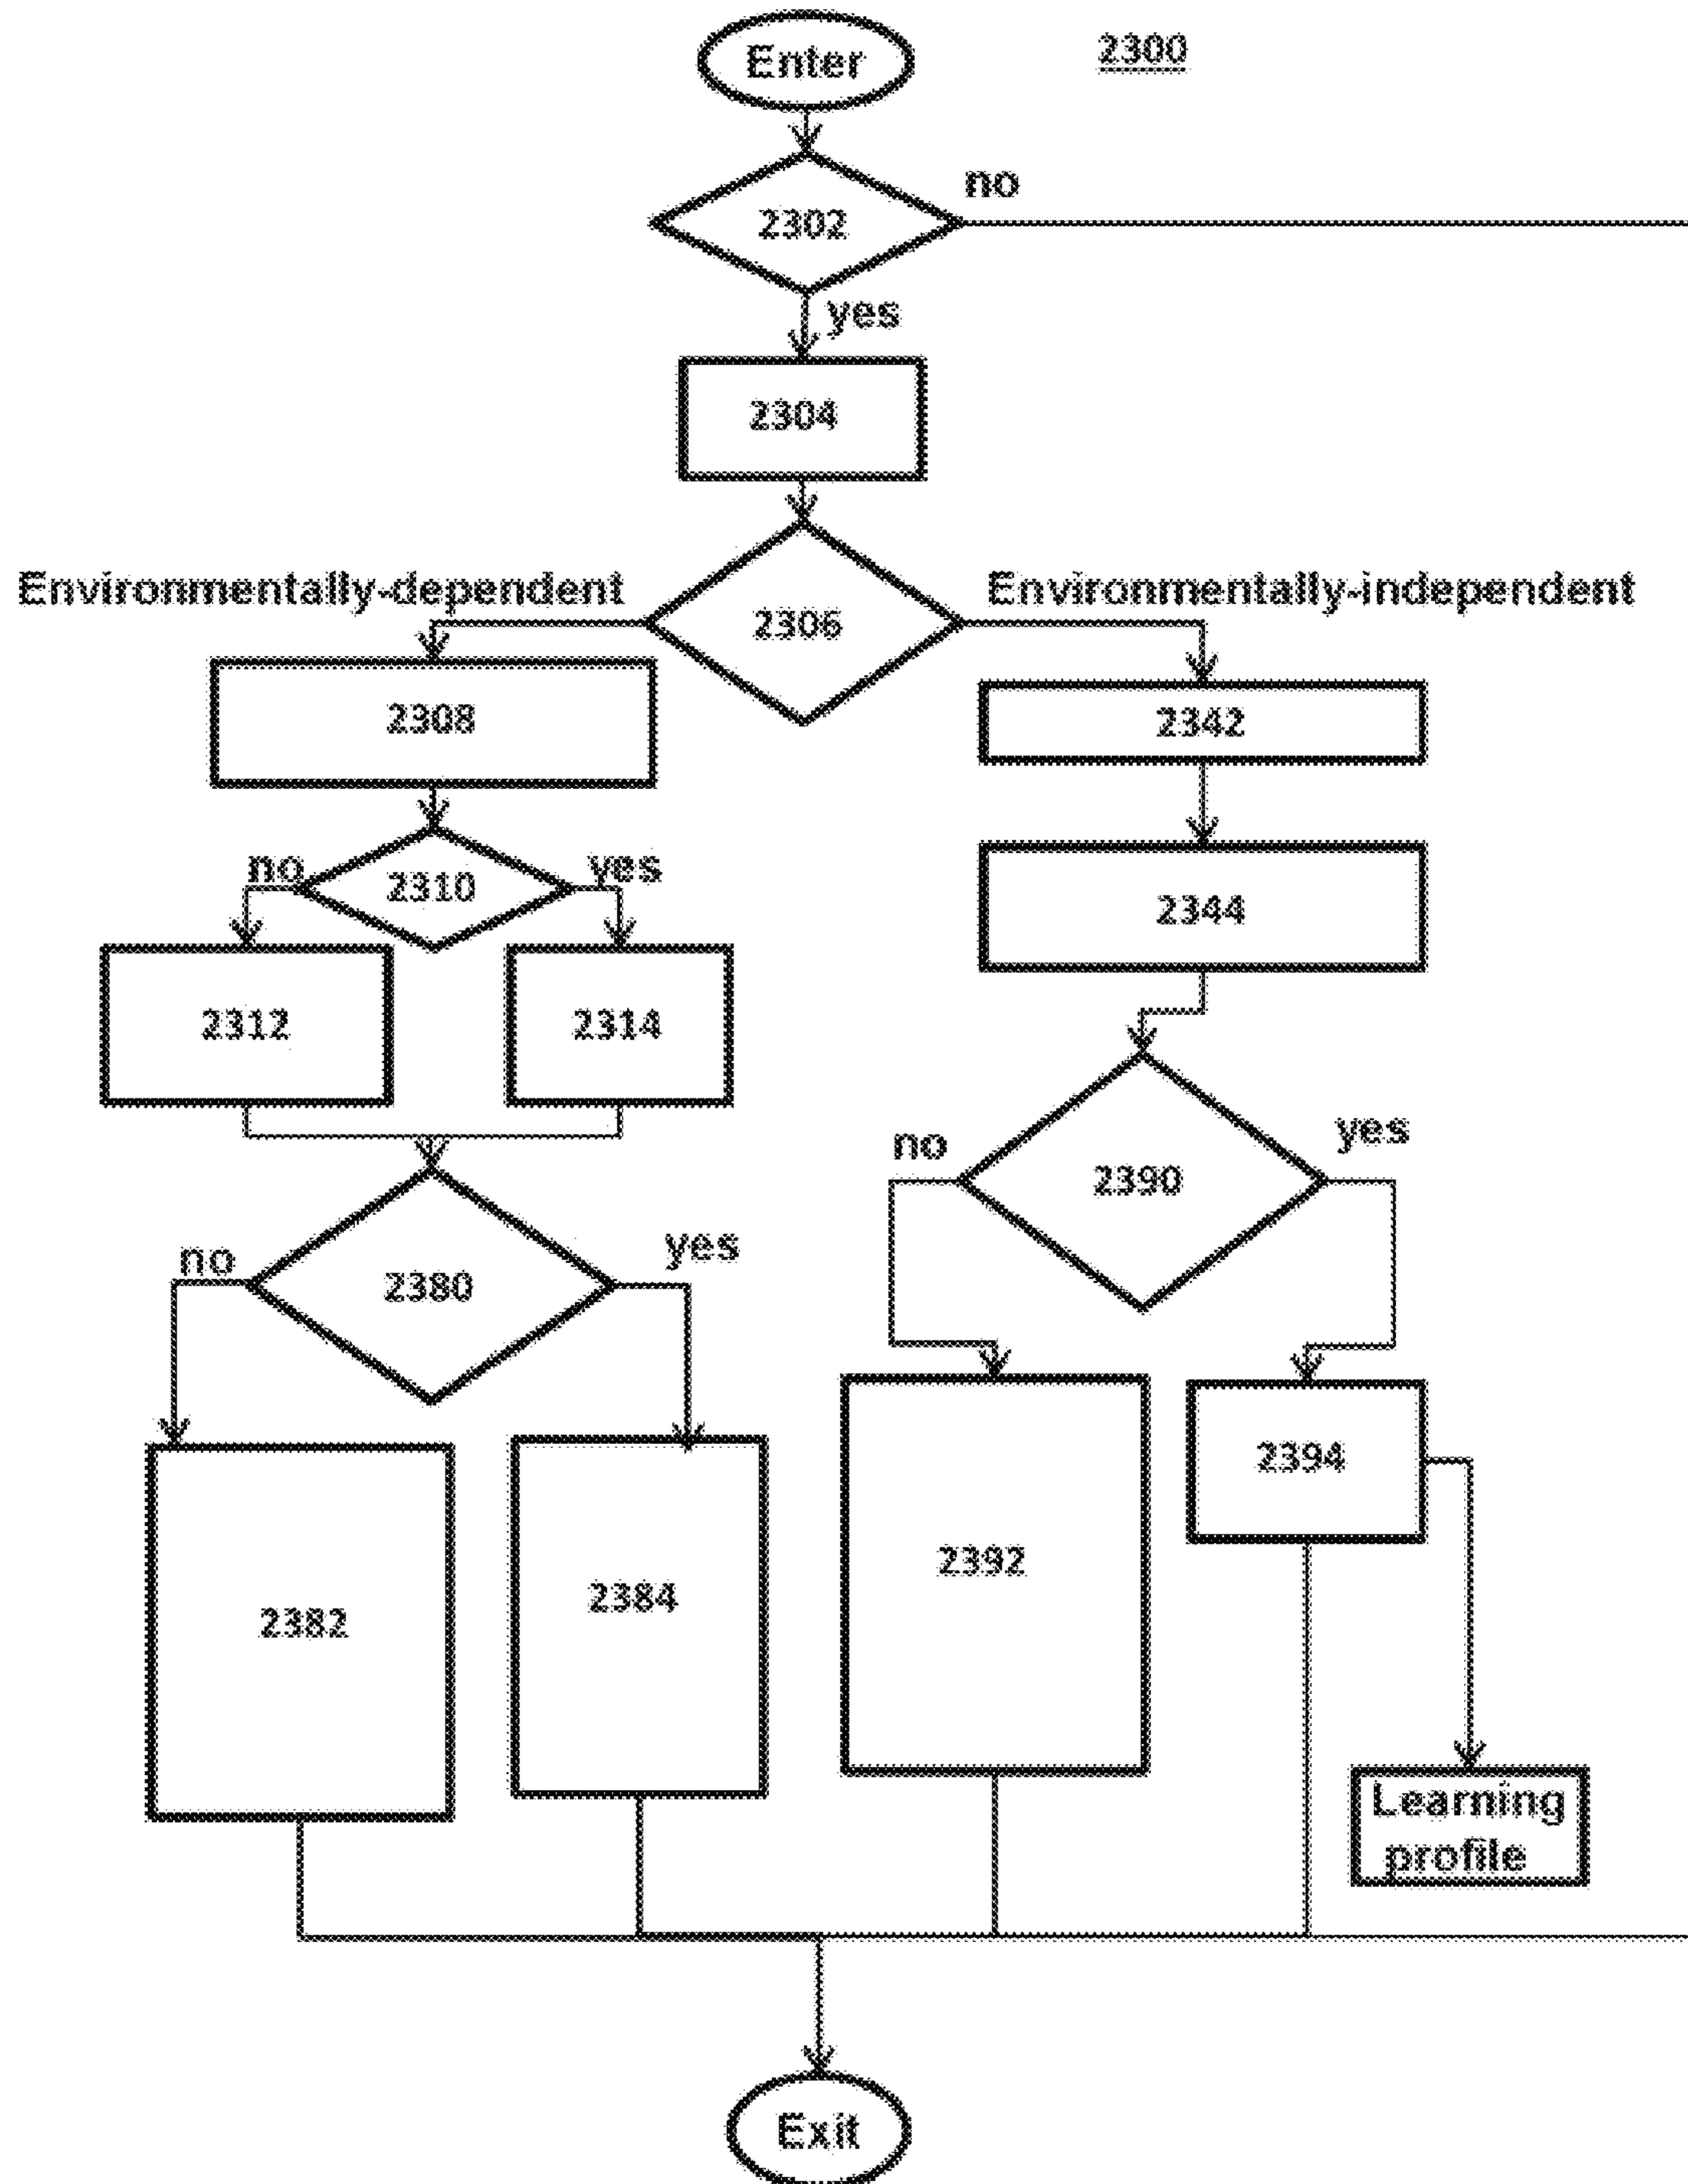 Enter
2300
no
2302
yes
2304
Environmentally-dependent
Environmentally-independent
2306
2308
2342
no
2310
yes
2344
2312
2314
no
yes
2390
no
2380
yes
2394
2392
2384
2382
Learning
profile
Exit